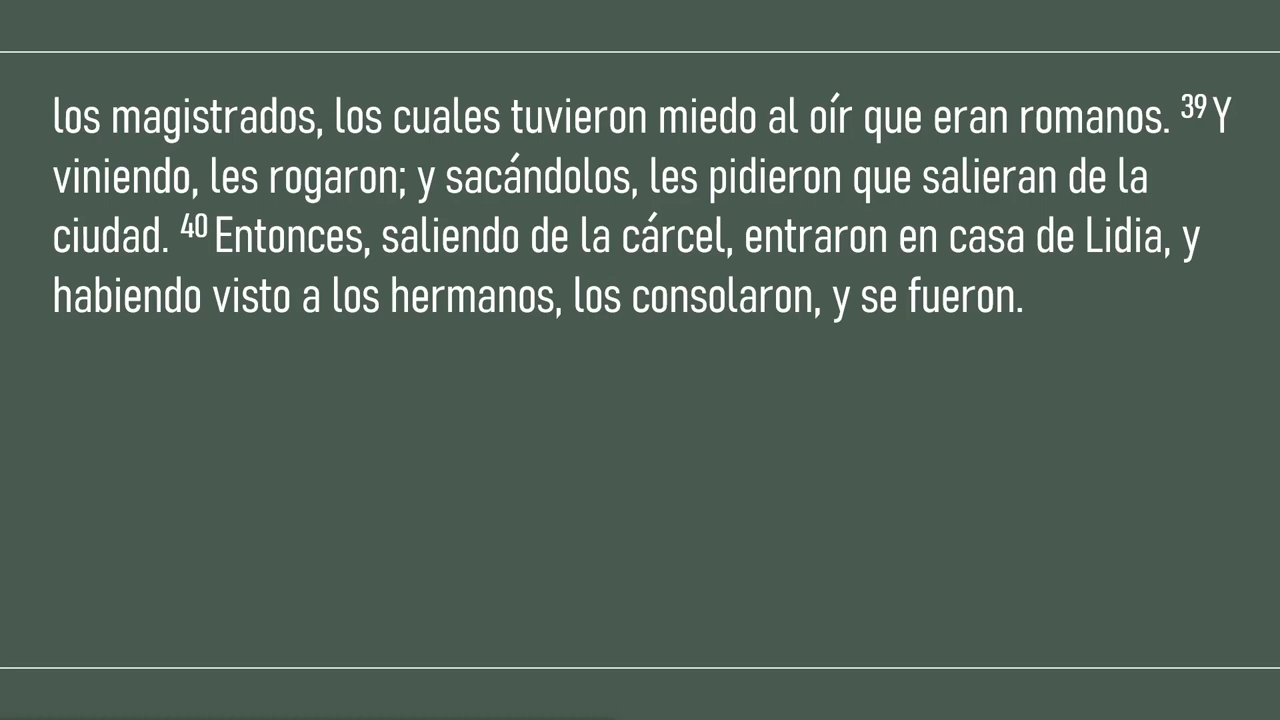 los magistrados, los cuales tuvieron miedo al oír que eran romanos. 39 Y
viniendo, les rogaron; y sacándolos, les pidieron que salieran de la
ciudad. 40 Entonces, saliendo de la cárcel, entraron en casa de Lidia, y
habiendo visto a los hermanos, los consolaron, y se fueron.